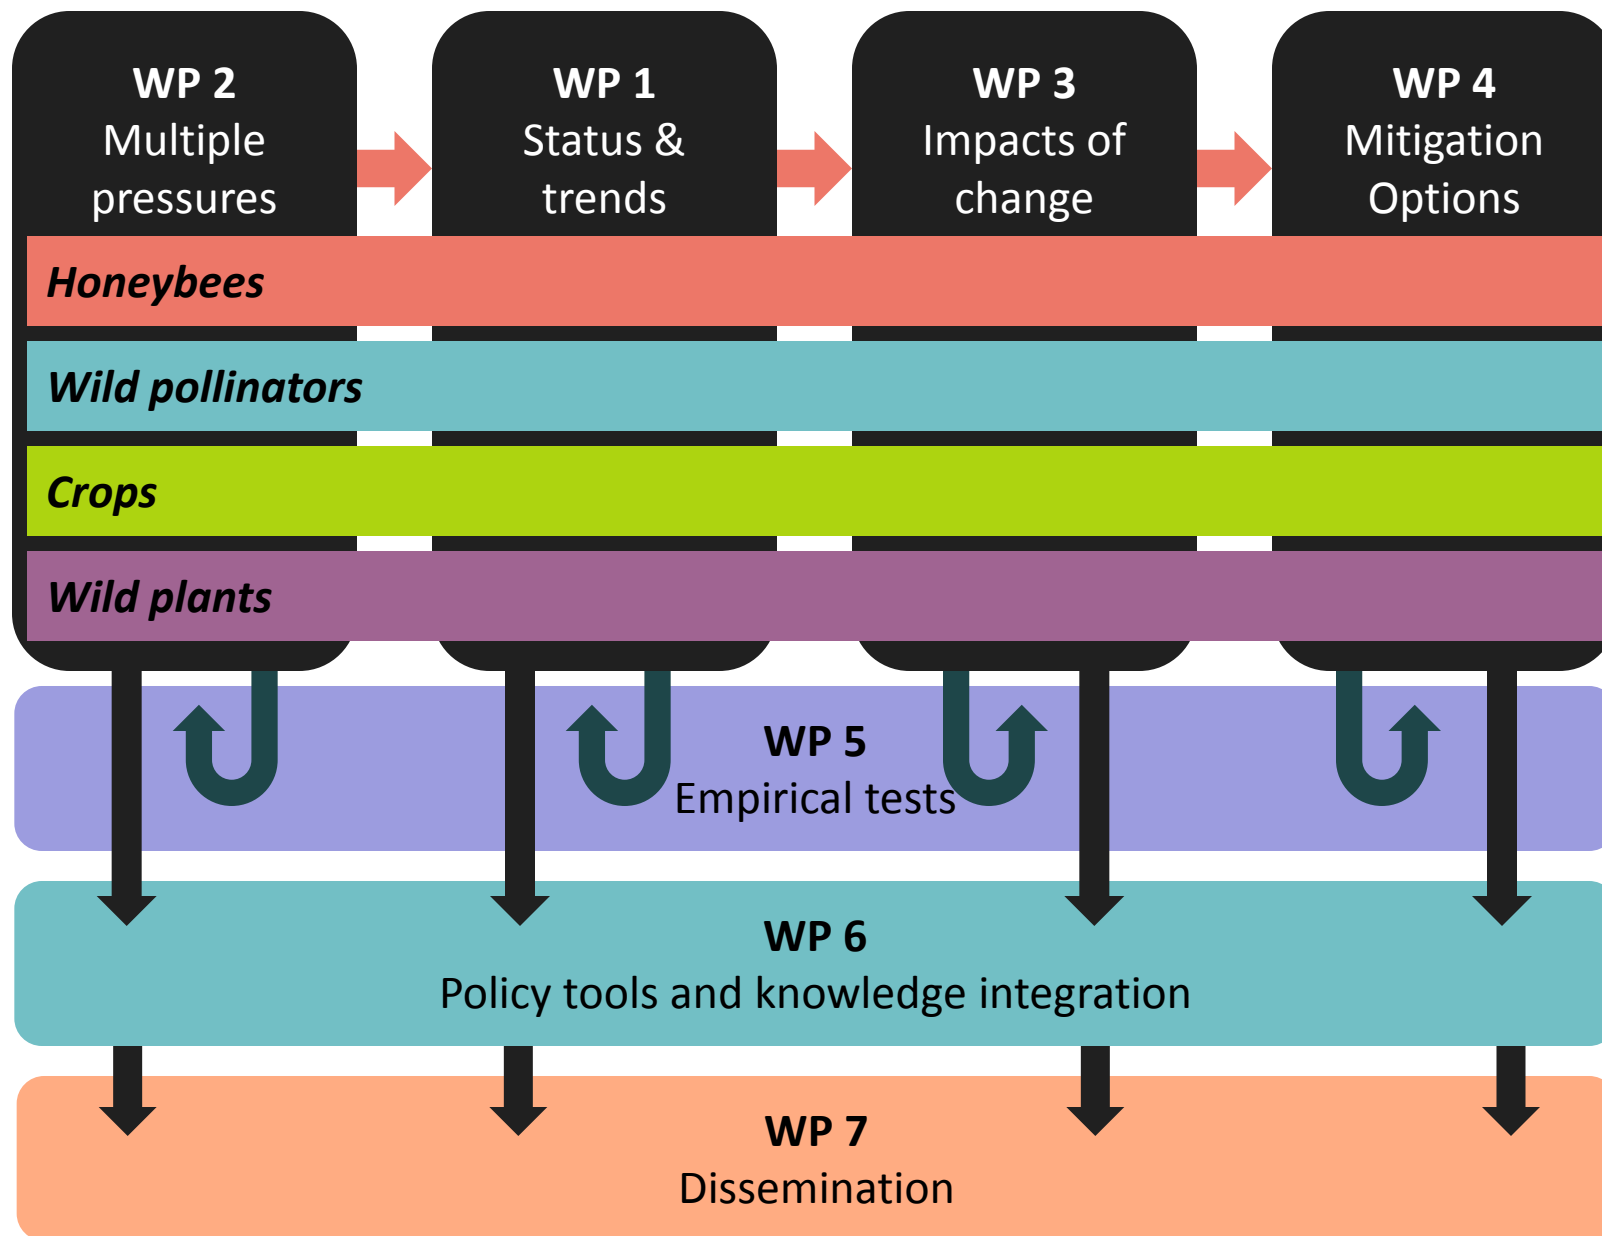 WP 2
Multiple
pressures
WP 1
Status &
trends
WP 3
Impacts of
change
WP 4
Mitigation
Options
Honeybees
Wild pollinators
Crops
Wild plants
WP 5
Empirical tests
WP 6
Policy tools and knowledge integration
WP 7
Dissemination